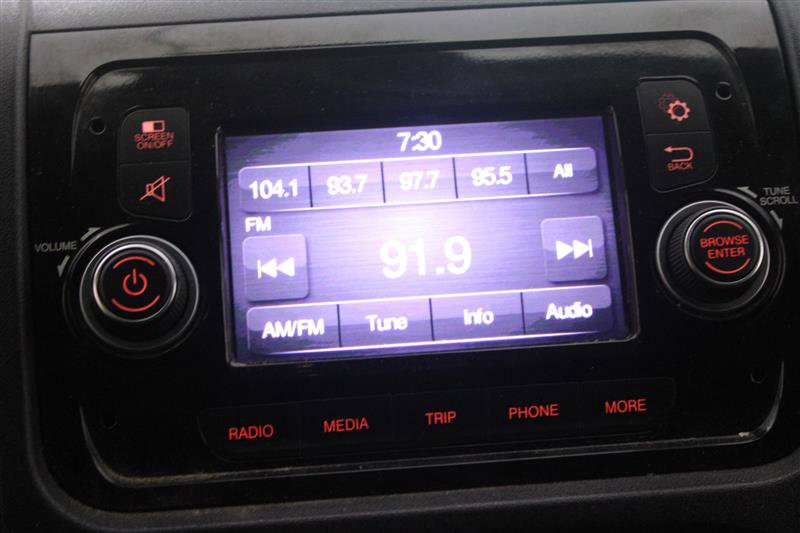 SCREEN
ON/OFF
VOLUME
7:30
104.1 93.7 97.7 95.5 All
FM
91.9
AM/FM Tune Info Audio
BACK
TUNE
SCROLL
BROWSE
ENTER
RADIO MEDIA TRIP PHONE MORE